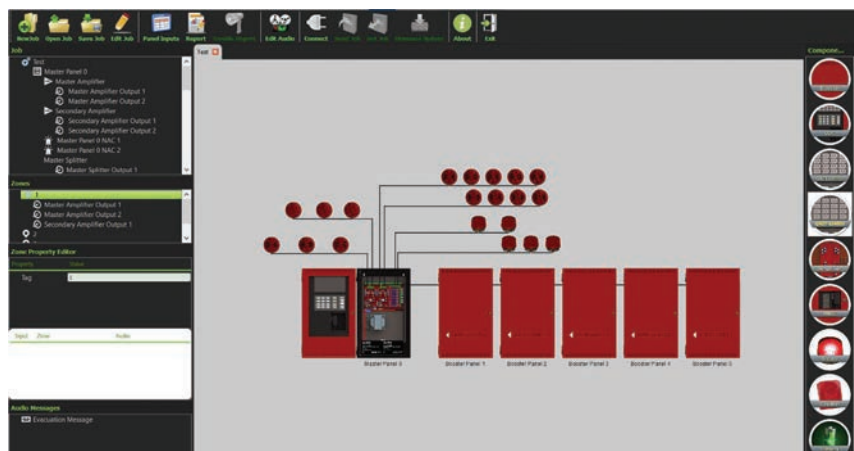 New Job Open Job Save Job Edit Job Panel Inputs Report Edit Audio Connect About Exit
Job
Test
Master Panel 0
Master Amplifier
Master Amplifier Output 1
Master Amplifier Output 2
Secondary Amplifier
Secondary Amplifier Output 1
Secondary Amplifier Output 2
Master Panel 0 NAC 1
Master Panel 0 NAC 2
Master Splitter
Master Splitter Output 1
Zones
1
Master Amplifier Output 1
Master Amplifier Output 2
Secondary Amplifier Output 1
2
Zone Property Editor
Property Value
Tag 1
Input Zone Audio
Audio Messages
Evacuation Message
Test
Master Panel 0 Booster Panel 1 Booster Panel 2 Booster Panel 3 Booster Panel 4 Booster Panel 5
Compone...